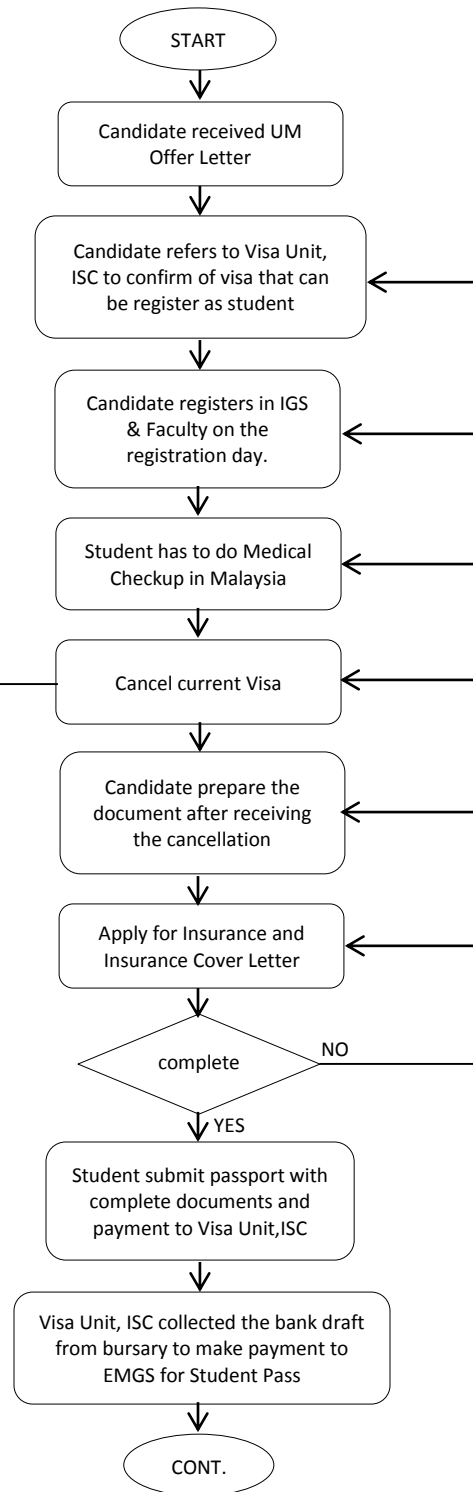 START
Candidate received UM
Offer Letter
Candidate refers to Visa Unit,
ISC to confirm of visa that can
be register as student
Candidate registers in IGS
& Faculty on the
registration day.
Student has to do Medical
Checkup in Malaysia
Cancel current Visa
Candidate prepare the
document after receiving
the cancellation
Apply for Insurance and
Insurance Cover Letter
complete
NO
YES
Student submit passport with
complete documents and
payment to Visa Unit,ISC
Visa Unit, ISC collected the bank draft
from bursary to make payment to
EMGS for Student Pass
CONT.